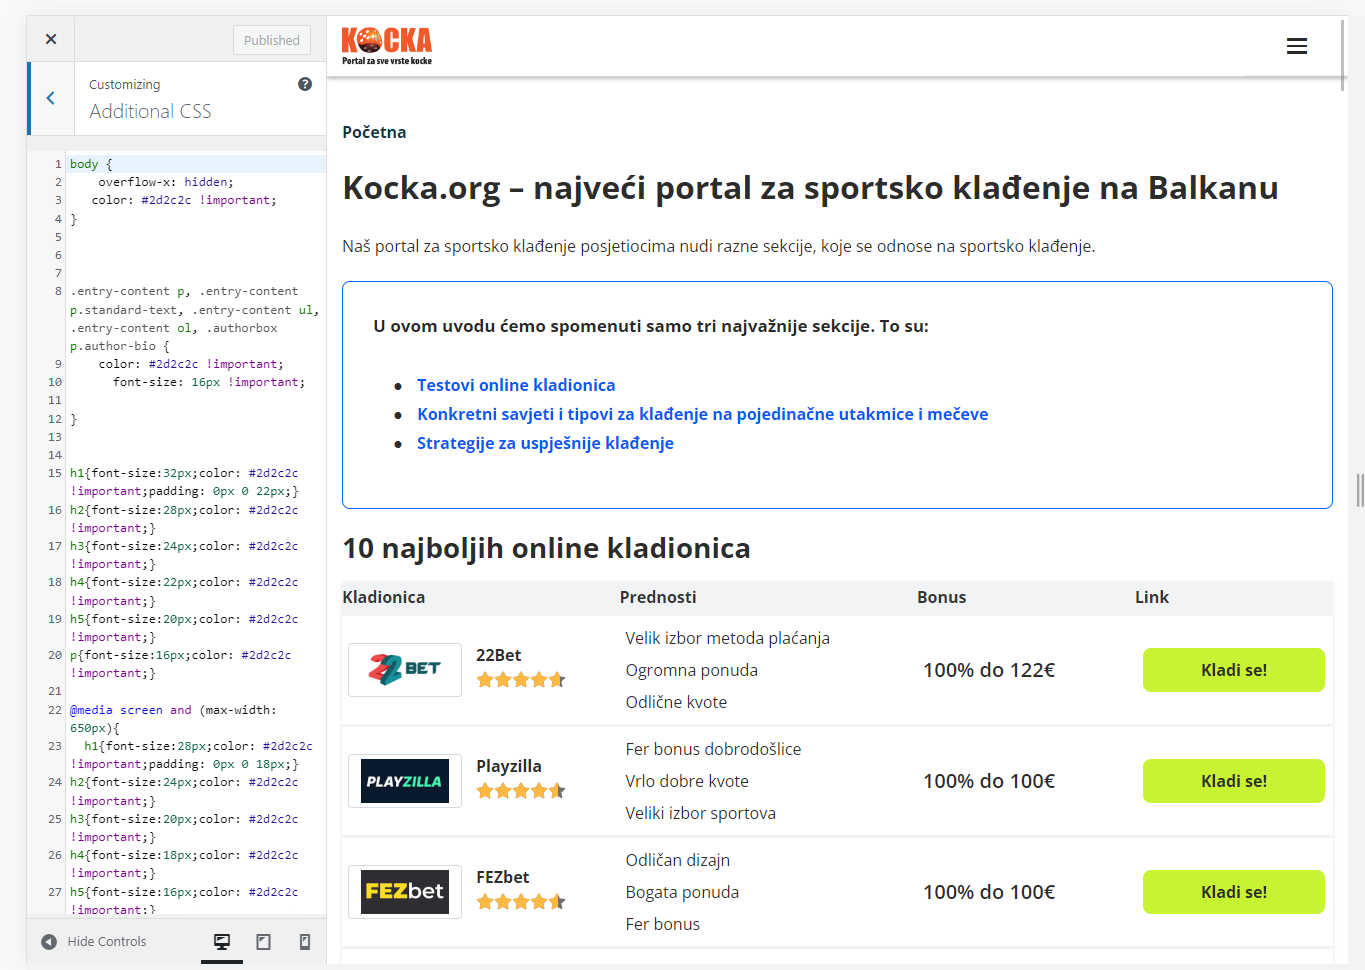 Published
Customizing
Additional CSS
1 body {
2 overflow-x: hidden;
3 color: #2d2c2c !important;
4 }
5
6
7
8 .entry-content p, .entry-content
p.standard-text, .entry-content ul,
.entry-content ol, .authorbox
p.author-bio {
9 color: #2d2c2c !important;
10 font-size: 16px !important;
11
12 }
13
14
15 h1{font-size:32px;color: #2d2c2c
!important;padding: 0px 0 22px;}
16 h2{font-size:28px;color: #2d2c2c
!important;}
17 h3{font-size:24px;color: #2d2c2c
!important;}
18 h4{font-size:22px;color: #2d2c2c
!important;}
19 h5{font-size:20px;color: #2d2c2c
!important;}
20 p{font-size:16px;color: #2d2c2c
!important;}
21
22 @media screen and (max-width:
650px){
23 h1{font-size:28px;color: #2d2c2c
!important;padding: 0px 0 18px;}
24 h2{font-size:24px;color: #2d2c2c
!important;}
25 h3{font-size:20px;color: #2d2c2c
!important;}
26 h4{font-size:18px;color: #2d2c2c
!important;}
27 h5{font-size:16px;color: #2d2c2c
!important;}
Hide Controls
KOCKA
Portal za sve vrste kocke
Početna
Kocka.org – najveći portal za sportsko klađenje na Balkanu
Naš portal za sportsko klađenje posjetiocima nudi razne sekcije, koje se odnose na sportsko klađenje.
U ovom uvodu ćemo spomenuti samo tri najvažnije sekcije. To su:
Testovi online kladionica
Konkretni savjeti i tipovi za klađenje na pojedinačne utakmice i mečeve
Strategije za uspješnije klađenje
10 najboljih online kladionica
Kladionica Prednosti Bonus Link
22BET
22Bet
Velik izbor metoda plaćanja
Ogromna ponuda
Odlične kvote
100% do 122€
Kladi se!
PLAYZILLA
Playzilla
Fer bonus dobrodošlice
Vrlo dobre kvote
Veliki izbor sportova
100% do 100€
Kladi se!
FEZbet
FEZbet
Odličan dizajn
Bogata ponuda
Fer bonus
100% do 100€
Kladi se!